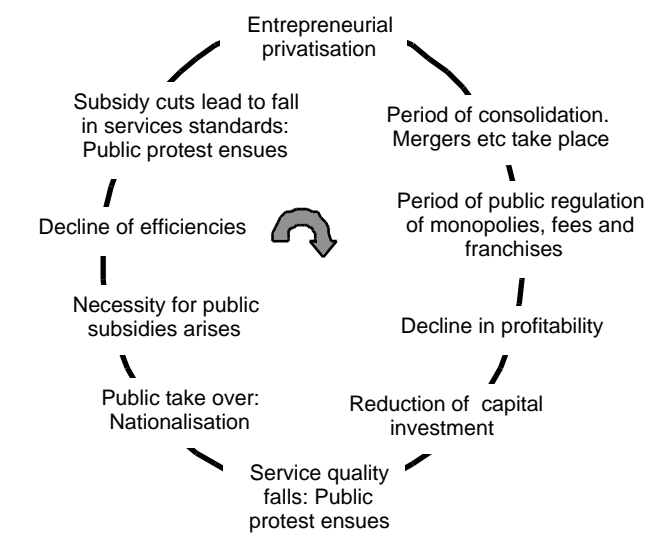 Entrepreneurial
privatisation
Period of consolidation.
Mergers etc take place
Period of public regulation
of monopolies, fees and
franchises
Decline in profitability
Reduction of capital
investment
Service quality
falls: Public
protest ensues
Public take over:
Nationalisation
Necessity for public
subsidies arises
Decline of efficiencies
Subsidy cuts lead to fall
in services standards:
Public protest ensues